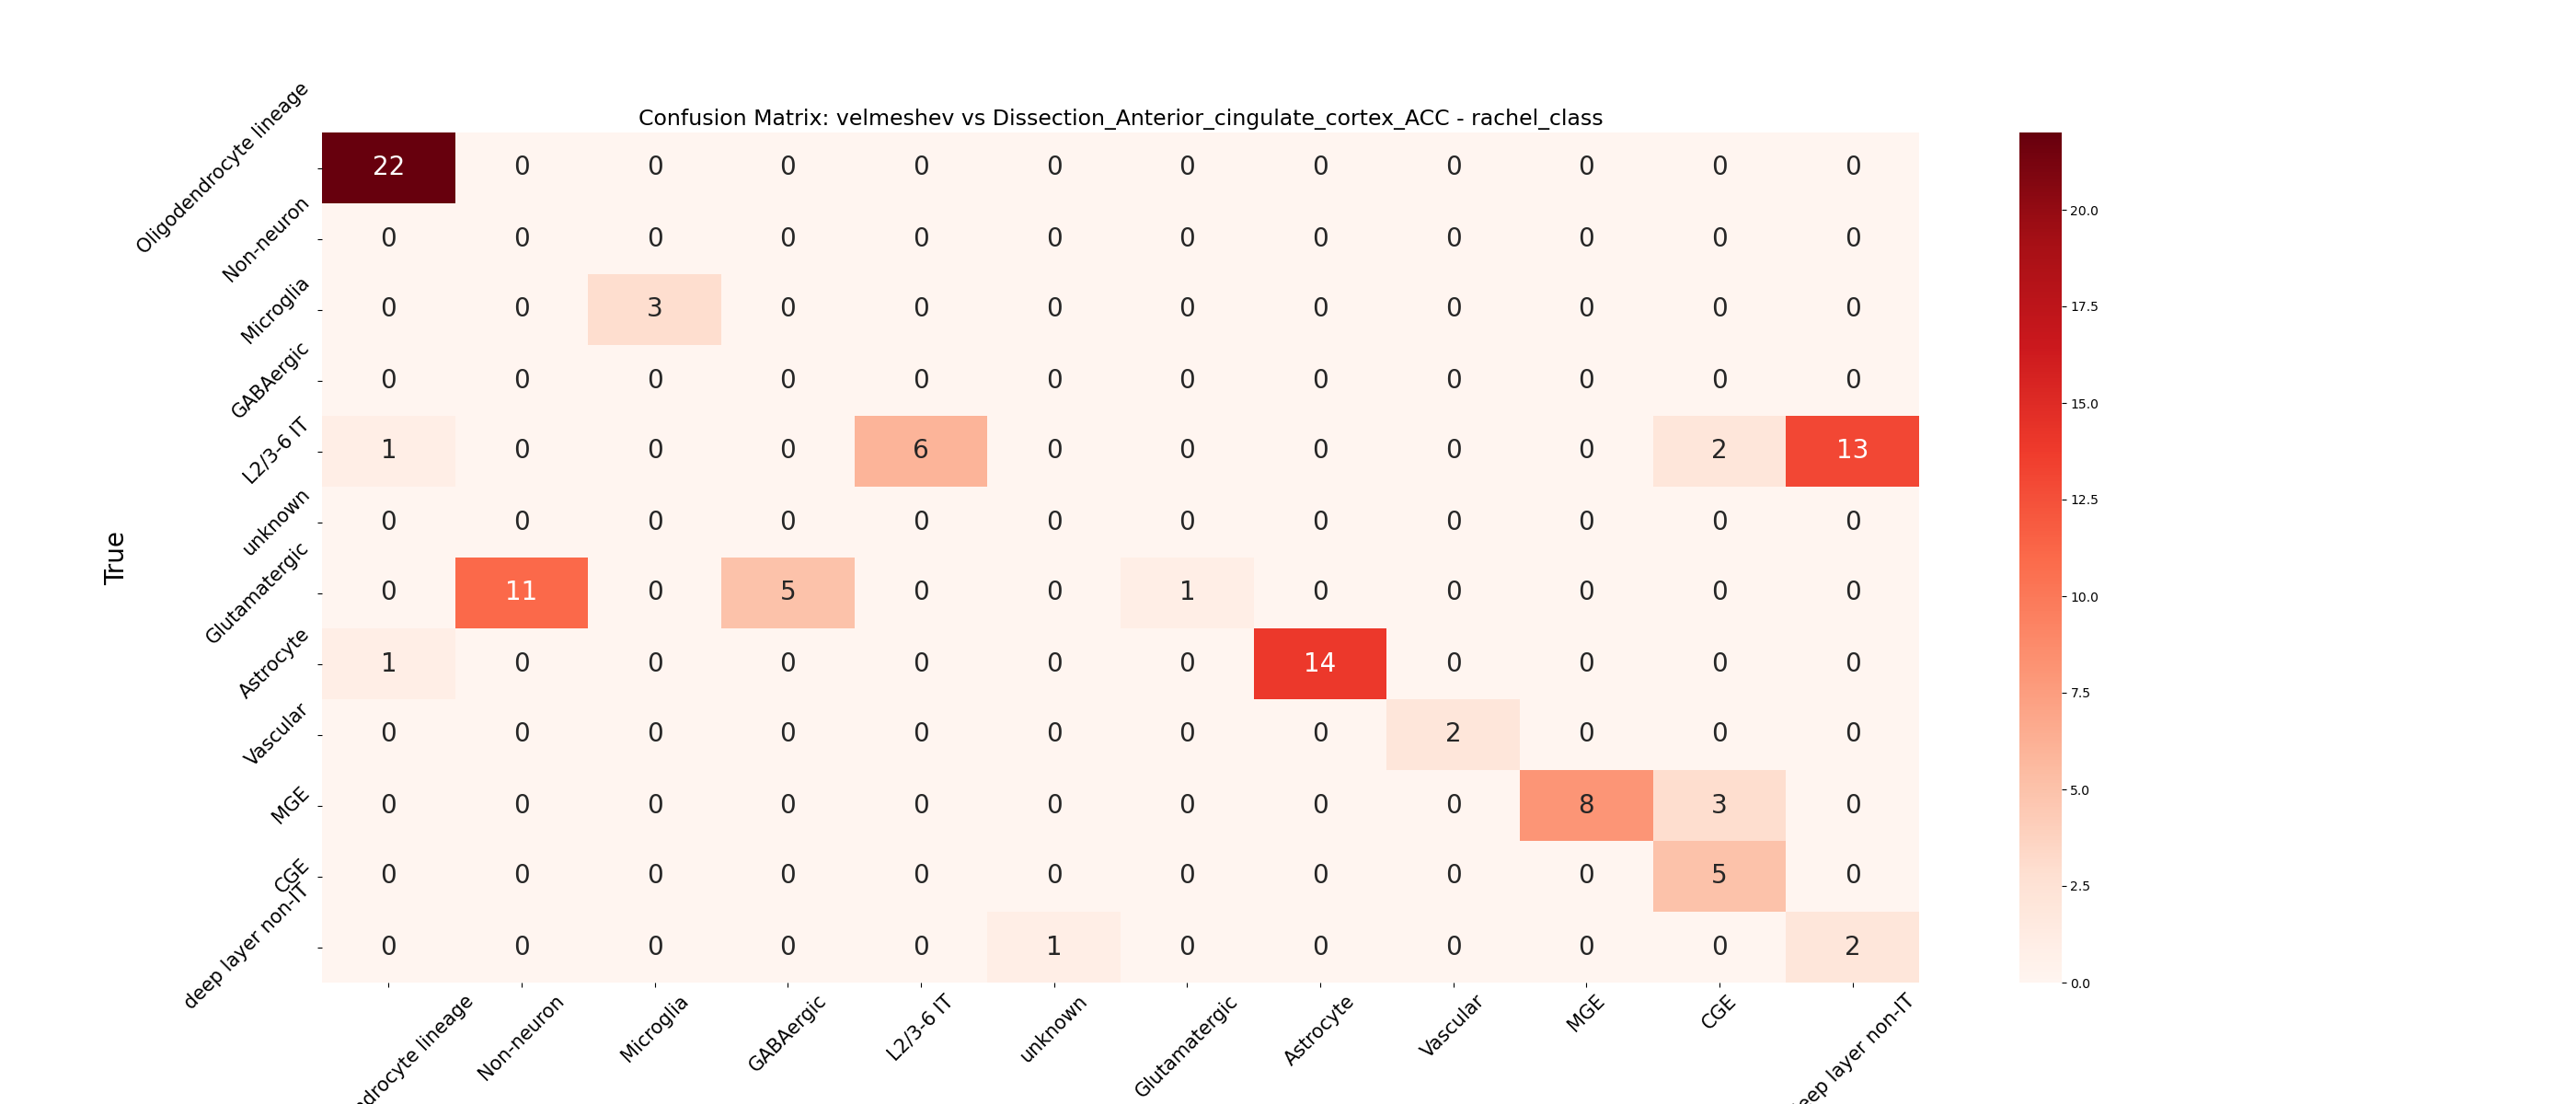 Confusion Matrix: velmeshev vs Dissection_Anterior_cingulate_cortex_ACC - rachel_class
True
Oligodendrocyte lineage 22 0 0 0 0 0 0 0 0 0 0 0
Non-neuron 0 0 0 0 0 0 0 0 0 0 0 0
Microglia 0 0 3 0 0 0 0 0 0 0 0 0
GABAergic 0 0 0 0 0 0 0 0 0 0 0 0
L2/3-6 IT 1 0 0 0 6 0 0 0 0 0 2 13
unknown 0 0 0 0 0 0 0 0 0 0 0 0
Glutamatergic 0 11 0 5 0 0 1 0 0 0 0 0
Astrocyte 1 0 0 0 0 0 0 14 0 0 0 0
Vascular 0 0 0 0 0 0 0 0 2 0 0 0
MGE 0 0 0 0 0 0 0 0 0 8 3 0
CGE 0 0 0 0 0 0 0 0 0 0 5 0
deep layer non-IT 0 0 0 0 0 1 0 0 0 0 0 2
ndrocyte lineage
Non-neuron
Microglia
GABAergic
L2/3-6 IT
unknown
Glutamatergic
Astrocyte
Vascular
MGE
CGE
eep layer non-IT
20.0
17.5
15.0
12.5
10.0
7.5
5.0
2.5
0.0